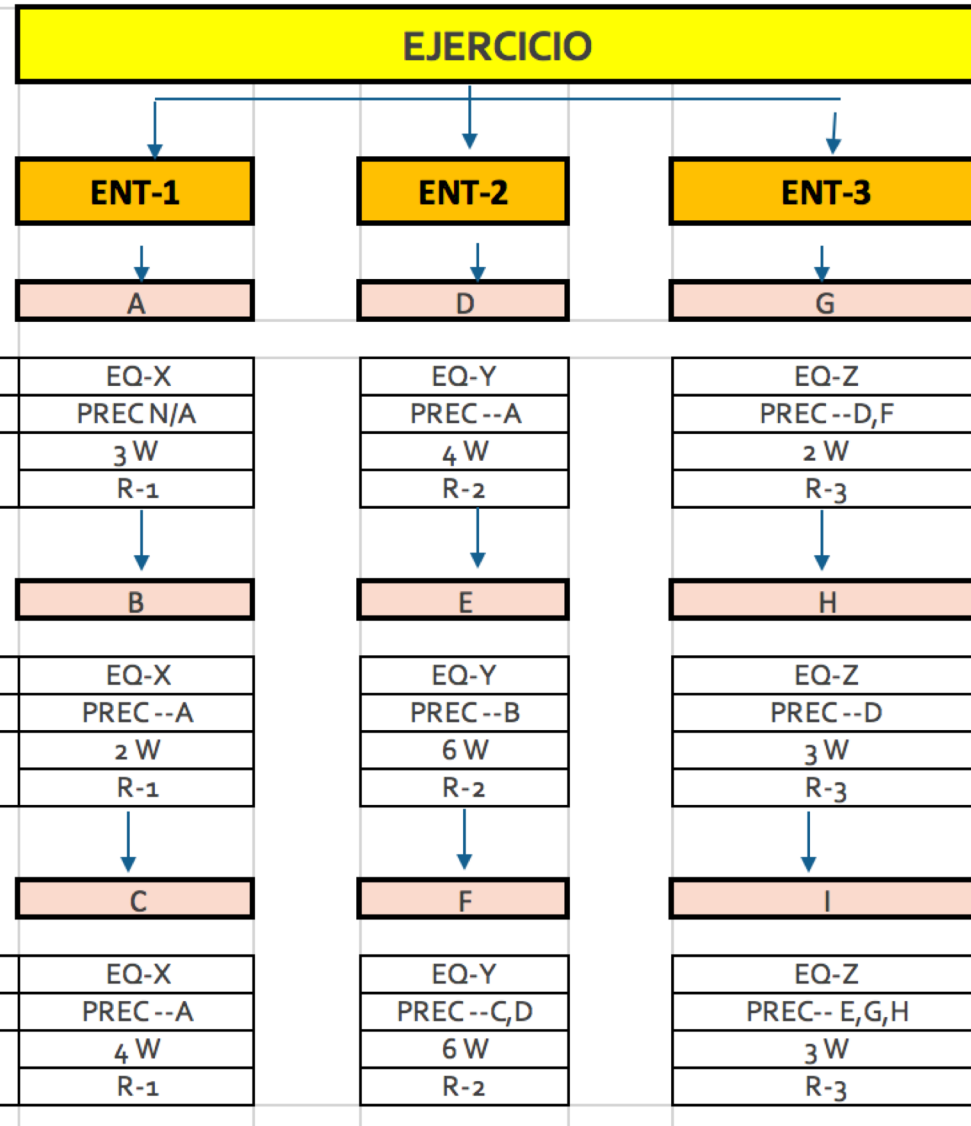 EJERCICIO
ENT-1 ENT-2 ENT-3
A D G
EQ-X EQ-Y EQ-Z
PREC N/A PREC--A PREC--D,F
3 W 4 W 2 W
R-1 R-2 R-3
B E H
EQ-X EQ-Y EQ-Z
PREC--A PREC--B PREC--D
2 W 6 W 3 W
R-1 R-2 R-3
C F I
EQ-X EQ-Y EQ-Z
PREC--A PREC--C,D PREC-- E,G,H
4 W 6 W 3 W
R-1 R-2 R-3